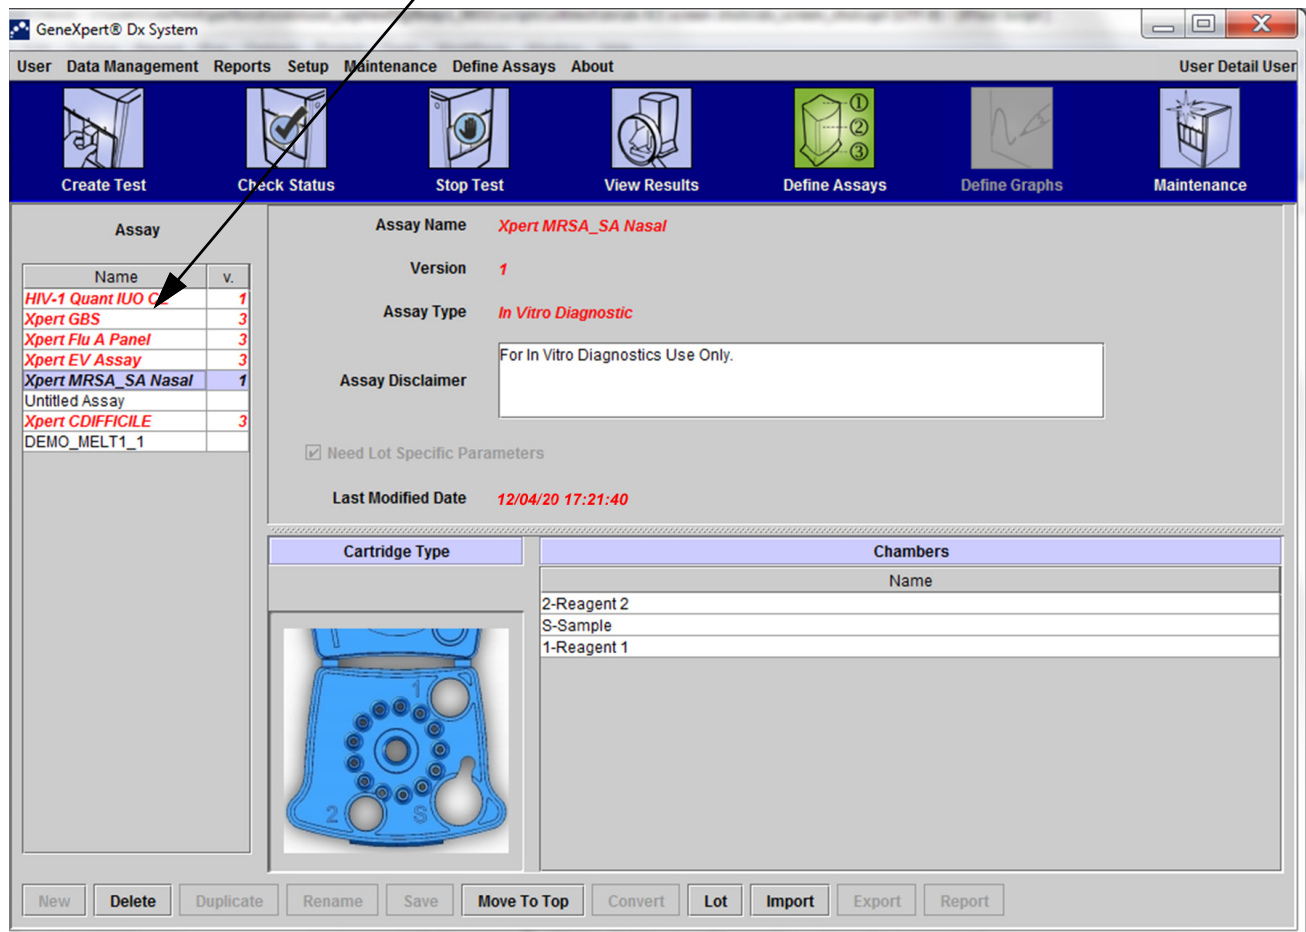 GeneXpert® Dx System
User Data Management Reports Setup Maintenance Define Assays About User Detail User
1
2
3
Create Test Check Status Stop Test View Results Define Assays Define Graphs Maintenance
Assay
Name v.
HIV-1 Quant IUO 1
Xpert GBS 3
Xpert Flu A Panel 3
Xpert EV Assay 3
Xpert MRSA_SA Nasal 1
Untitled Assay
Xpert CDIFFICILE 3
DEMO_MELT1_1
Assay Name Xpert MRSA_SA Nasal
Version 1
Assay Type In Vitro Diagnostic
Assay Disclaimer For In Vitro Diagnostics Use Only.
Need Lot Specific Parameters
Last Modified Date 12/04/20 17:21:40
Cartridge Type
1
2 S
Chambers
Name
2-Reagent 2
S-Sample
1-Reagent 1
New Delete Duplicate Rename Save Move To Top Convert Lot Import Export Report